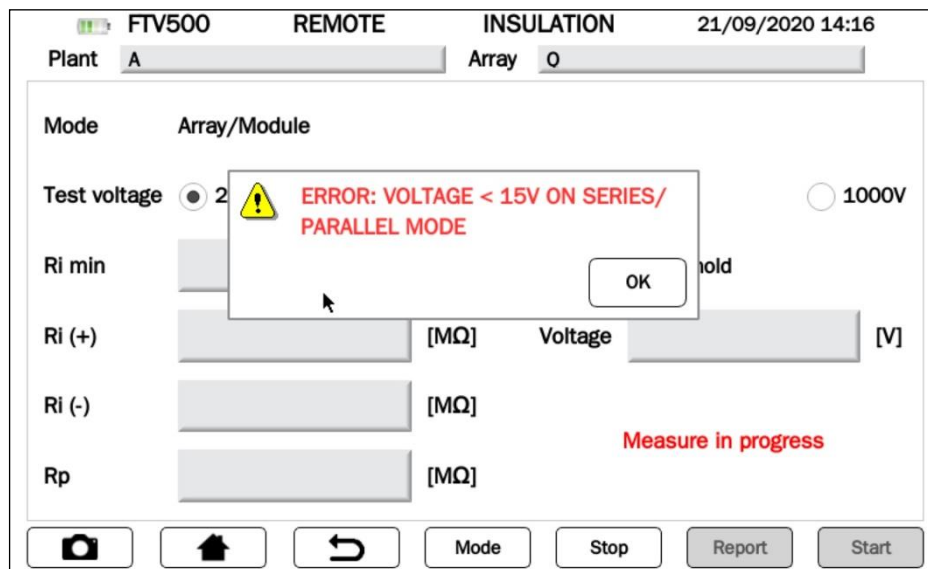 FTV500 REMOTE INSULATION 21/09/2020 14:16
Plant A Array O
Mode Array/Module
Test voltage 2 1000V
ERROR: VOLTAGE < 15V ON SERIES/
PARALLEL MODE
Ri min hold
OK
Ri (+) [MΩ] Voltage [V]
Ri (-) [MΩ]
Measure in progress
Rp [MΩ]
Mode Stop Report Start